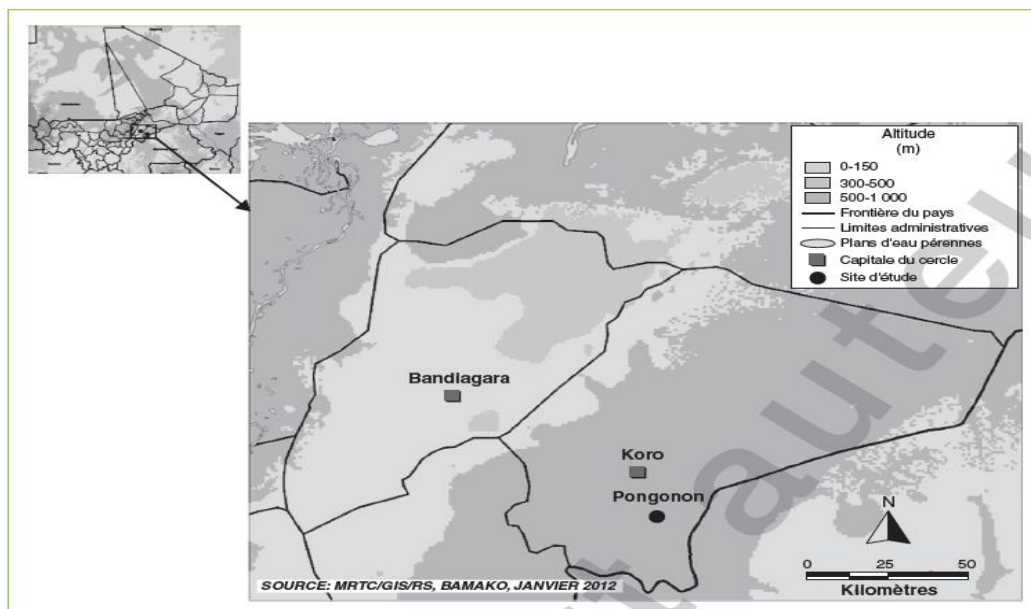 Altitude
(m)
0-150
300-500
500-1 000
Frontière du pays
Limites administratives
Plans d'eau pérennes
Capitale du cercle
Site d'étude
Bandiagara
Koro
Pongonon
N
0 25 50
Kilomètres
SOURCE: MRTC/GIS/RS, BAMAKO, JANVIER 2012